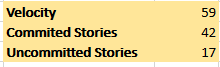 Velocity 59
Commited Stories 42
Uncommitted Stories 17